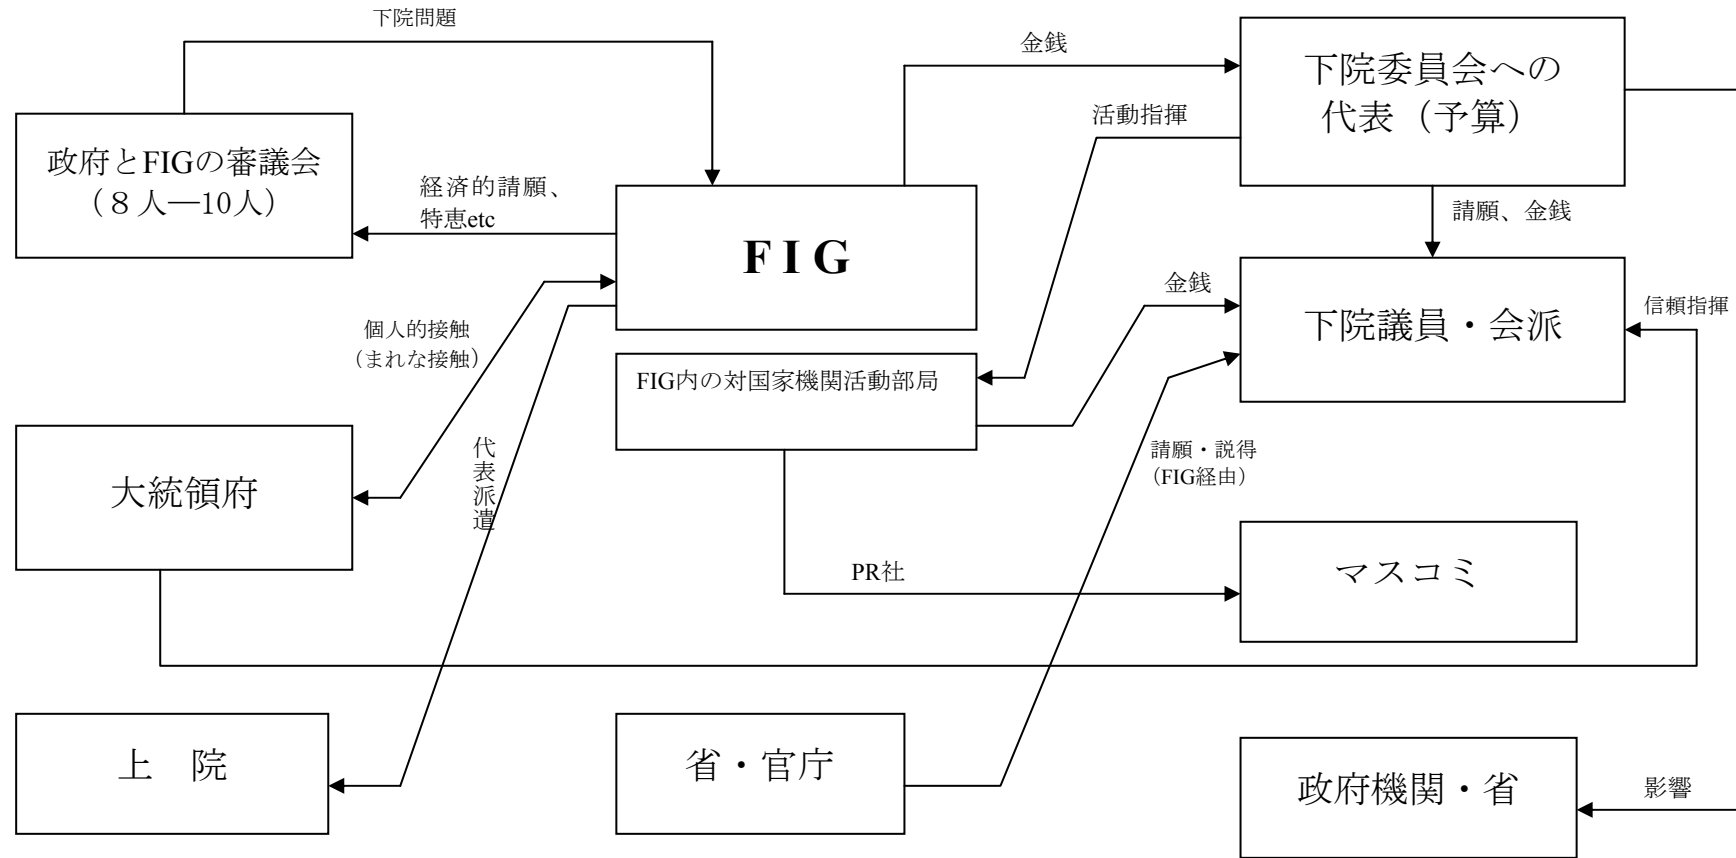 下院問題
金銭
下院委員会への
代表（予算）
活動指揮
政府とFIGの審議会
（８人―10人）
経済的請願、
特恵etc
ＦＩＧ
請願、金銭
金銭
下院議員・会派
信頼指揮
個人的接触
（まれな接触）
FIG内の対国家機関活動部局
代表派遣
請願・説得
（FIG経由）
大統領府
PR社
マスコミ
上　院
省・官庁
政府機関・省
影響